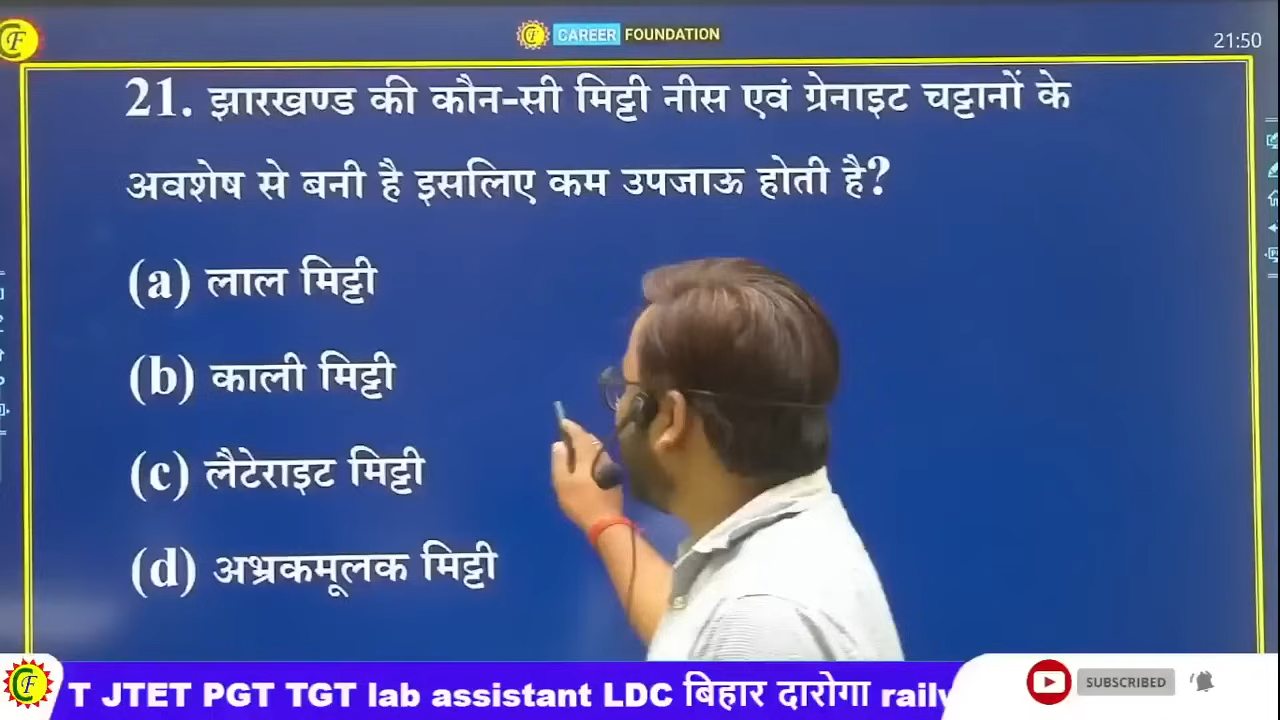 CAREER FOUNDATION
21:50
21. झारखण्ड की कौन-सी मिट्टी नीस एवं ग्रेनाइट चट्टानों के
अवशेष से बनी है इसलिए कम उपजाऊ होती है?
(a) लाल मिट्टी
(b) काली मिट्टी
(c) लैटेराइट मिट्टी
(d) अभ्रकमूलक मिट्टी
T JTET PGT TGT lab assistant LDC बिहार दारोगा railv
SUBSCRIBED